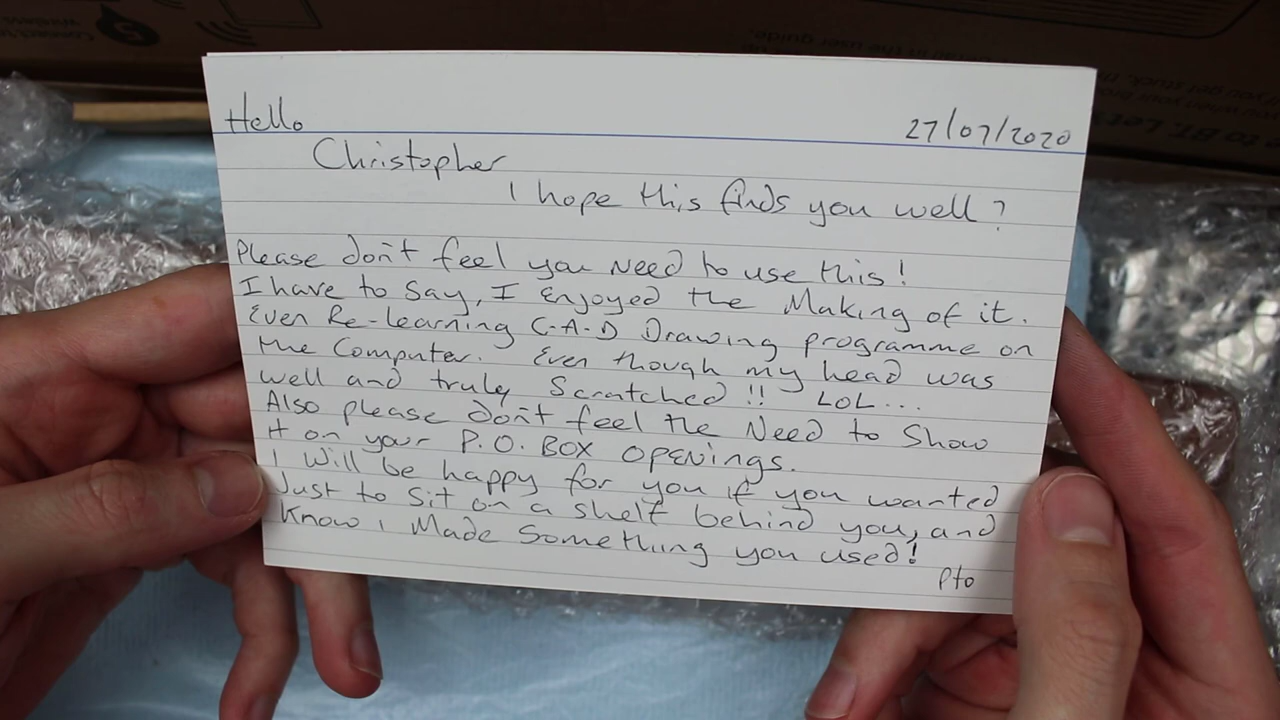 Hello
27/07/2020
Christopher
I hope this finds you well?
Please don't feel you Need to use this!
I have to say, I Enjoyed the Making of it.
Even Re-learning C-A-D Drawing programme on
the Computer. Even though my head was
well and truly Scratched!! LOL...
Also please don't feel the Need to Show
it on your P.O. BOX OPENings.
I Will be happy for you if you wanted
Just to sit on a shelf behind you, and
Know i Made Something you used!
Pto